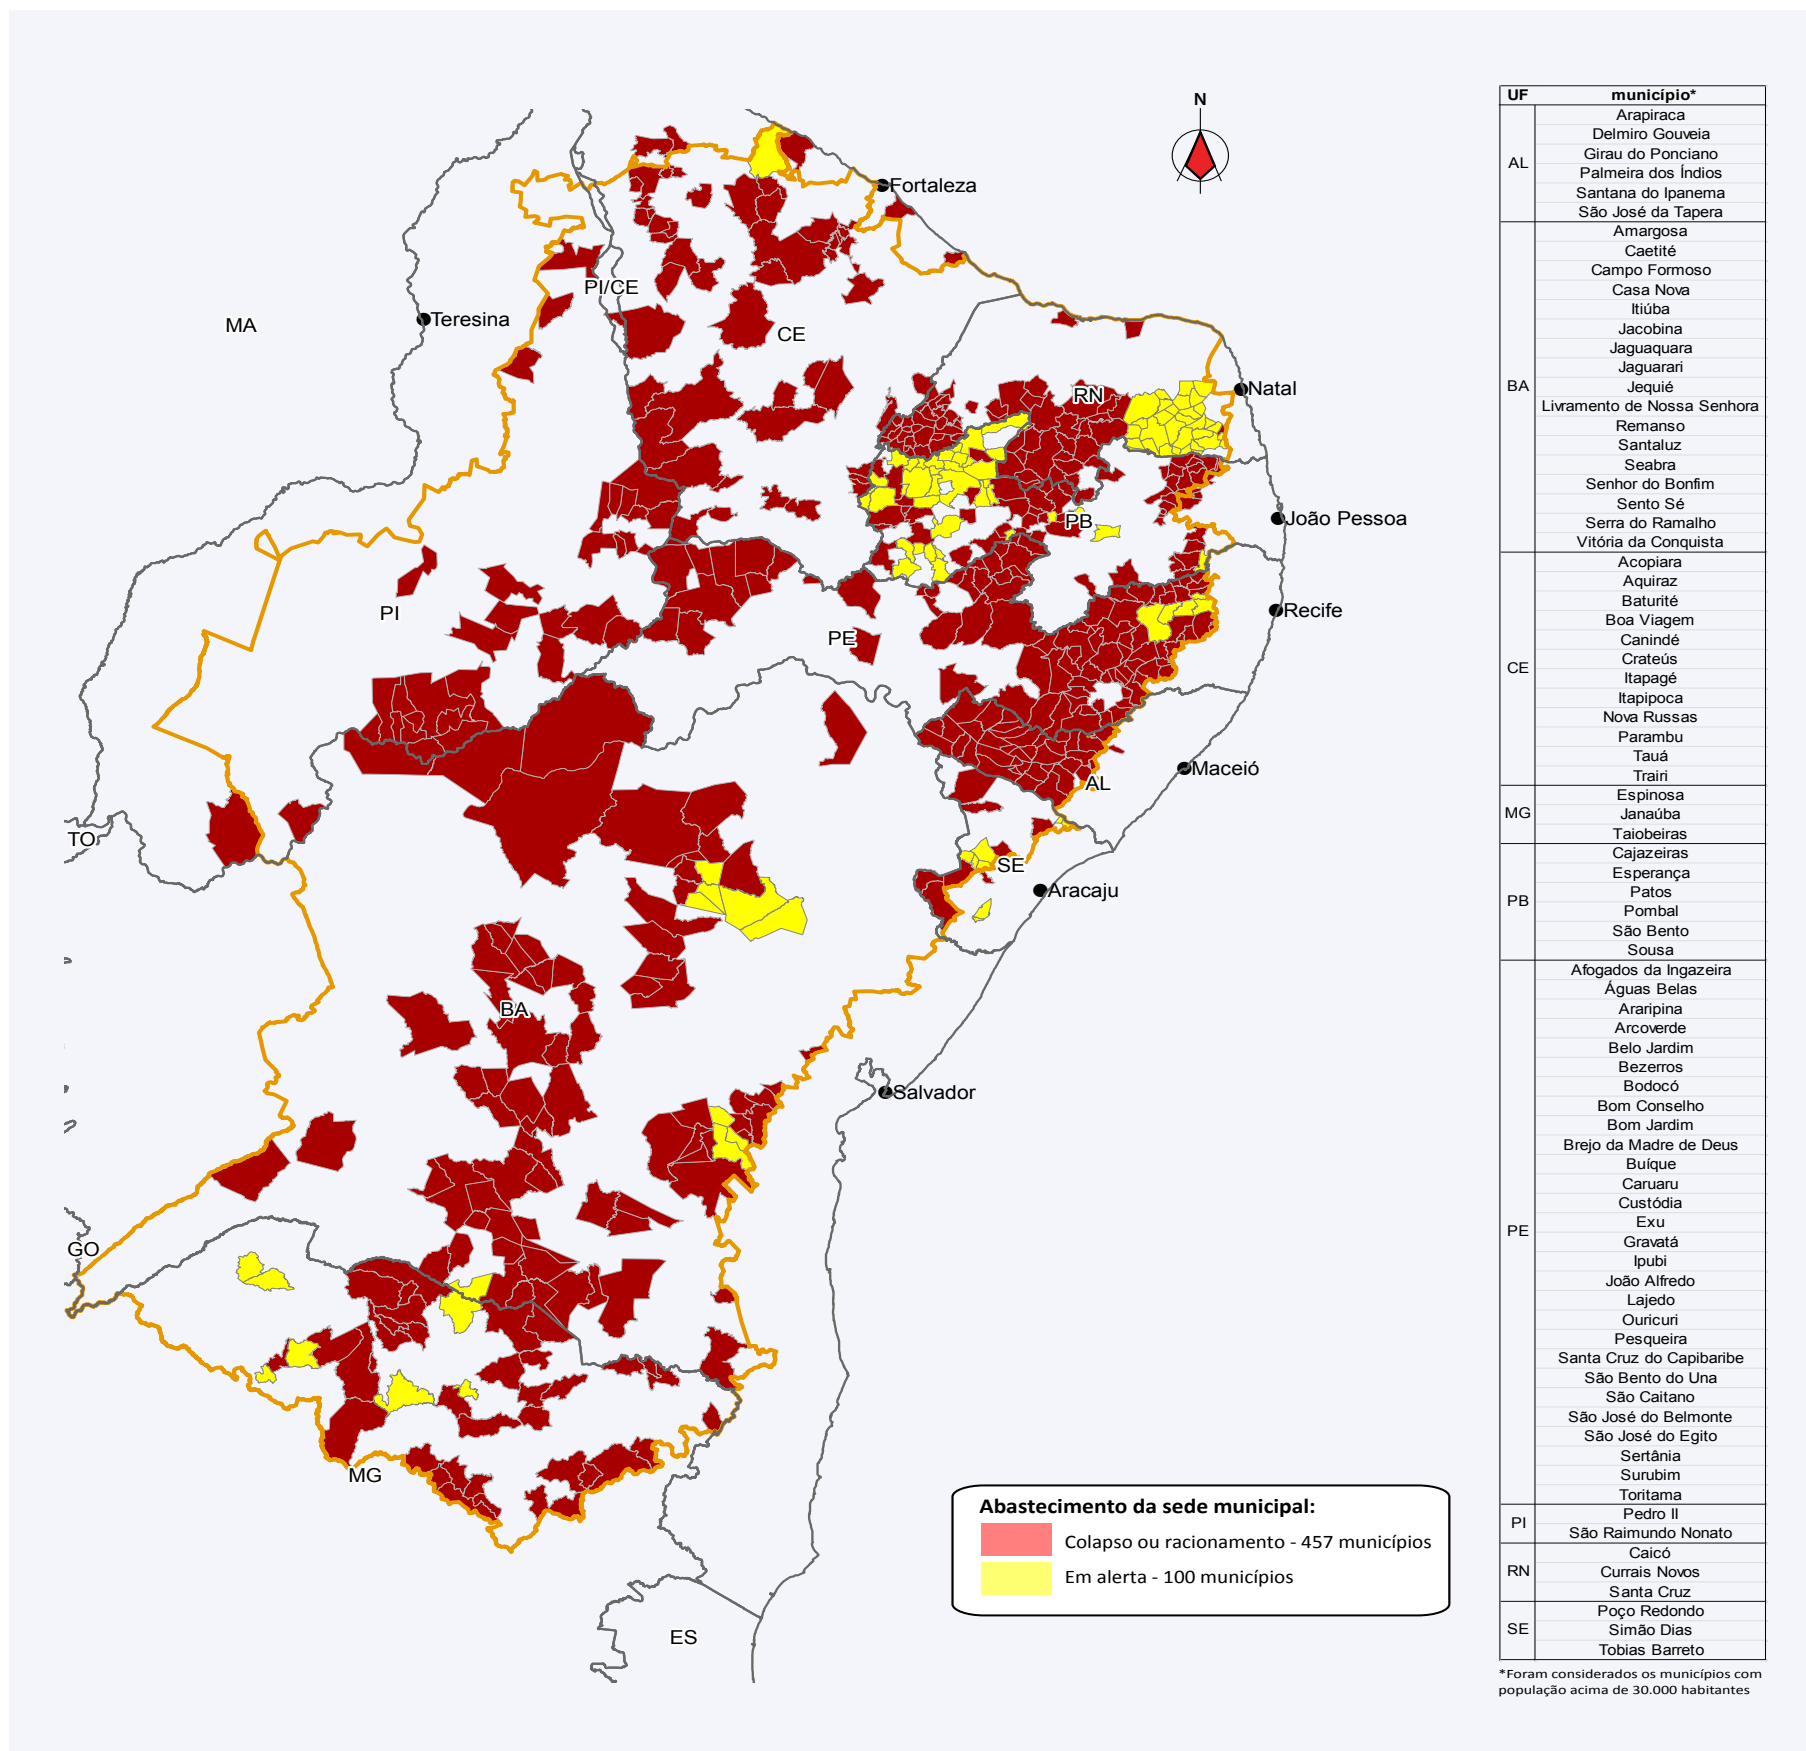 N
Fortaleza
PI/CE
MA
Teresina
CE
RN
Natal
PB
João Pessoa
PI
PE
Recife
Maceió
AL
TO
SE
Aracaju
BA
Salvador
GO
MG
ES
Abastecimento da sede municipal:
Colapso ou racionamento - 457 municípios
Em alerta - 100 municípios
UF município*
AL
Arapiraca
Delmiro Gouveia
Girau do Ponciano
Palmeira dos Índios
Santana do Ipanema
São José da Tapera
BA
Amargosa
Caetité
Campo Formoso
Casa Nova
Itiúba
Jacobina
Jaguaquara
Jaguarari
Jequié
Livramento de Nossa Senhora
Remanso
Santaluz
Seabra
Senhor do Bonfim
Sento Sé
Serra do Ramalho
Vitória da Conquista
CE
Acopiara
Aquiraz
Baturité
Boa Viagem
Canindé
Crateús
Itapagé
Itapipoca
Nova Russas
Parambu
Tauá
Trairi
MG
Espinosa
Janaúba
Taiobeiras
PB
Cajazeiras
Esperança
Patos
Pombal
São Bento
Sousa
PE
Afogados da Ingazeira
Águas Belas
Araripina
Arcoverde
Belo Jardim
Bezerros
Bodocó
Bom Conselho
Bom Jardim
Brejo da Madre de Deus
Buíque
Caruaru
Custódia
Exu
Gravatá
Ipubi
João Alfredo
Lajedo
Ouricuri
Pesqueira
Santa Cruz do Capibaribe
São Bento do Una
São Caitano
São José do Belmonte
São José do Egito
Sertânia
Surubim
Toritama
PI
Pedro II
São Raimundo Nonato
RN
Caicó
Currais Novos
Santa Cruz
SE
Poço Redondo
Simão Dias
Tobias Barreto
*Foram considerados os municípios com
população acima de 30.000 habitantes